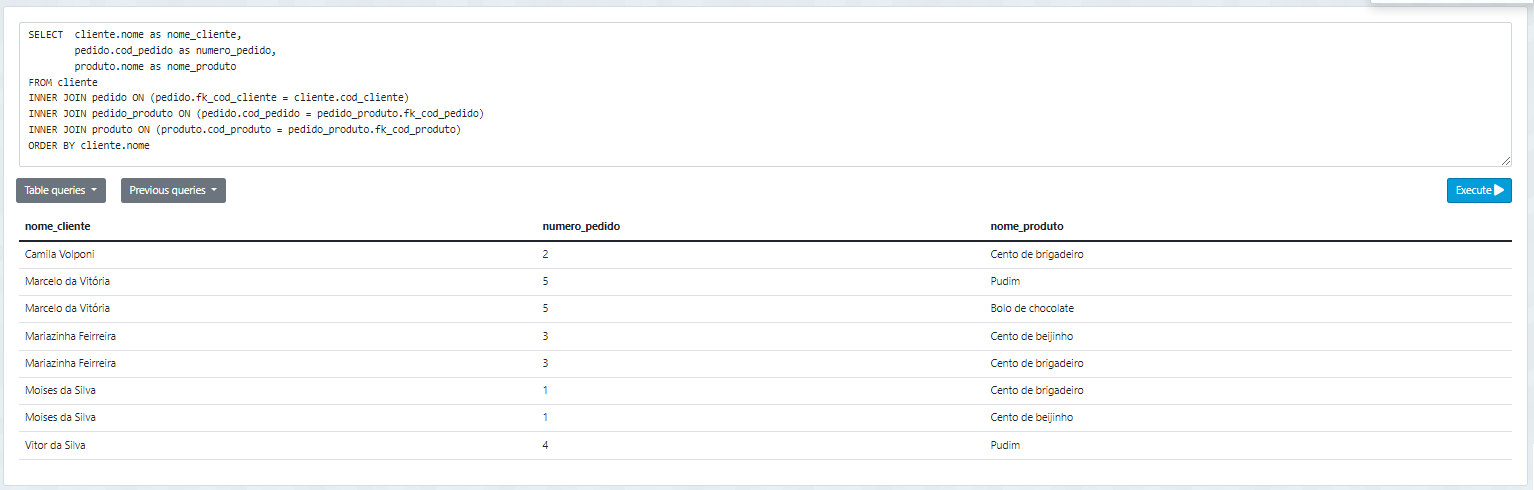 SELECT  cliente.nome as nome_cliente,
        pedido.cod_pedido as numero_pedido,
        produto.nome as nome_produto
FROM cliente
INNER JOIN pedido ON (pedido.fk_cod_cliente = cliente.cod_cliente)
INNER JOIN pedido_produto ON (pedido.cod_pedido = pedido_produto.fk_cod_pedido)
INNER JOIN produto ON (produto.cod_produto = pedido_produto.fk_cod_produto)
ORDER BY cliente.nome
Table queries Previous queries Execute
nome_cliente numero_pedido nome_produto
Camila Volponi 2 Cento de brigadeiro
Marcelo da Vitória 5 Pudim
Marcelo da Vitória 5 Bolo de chocolate
Mariazinha Feirreira 3 Cento de beijinho
Mariazinha Feirreira 3 Cento de brigadeiro
Moises da Silva 1 Cento de brigadeiro
Moises da Silva 1 Cento de beijinho
Vitor da Silva 4 Pudim